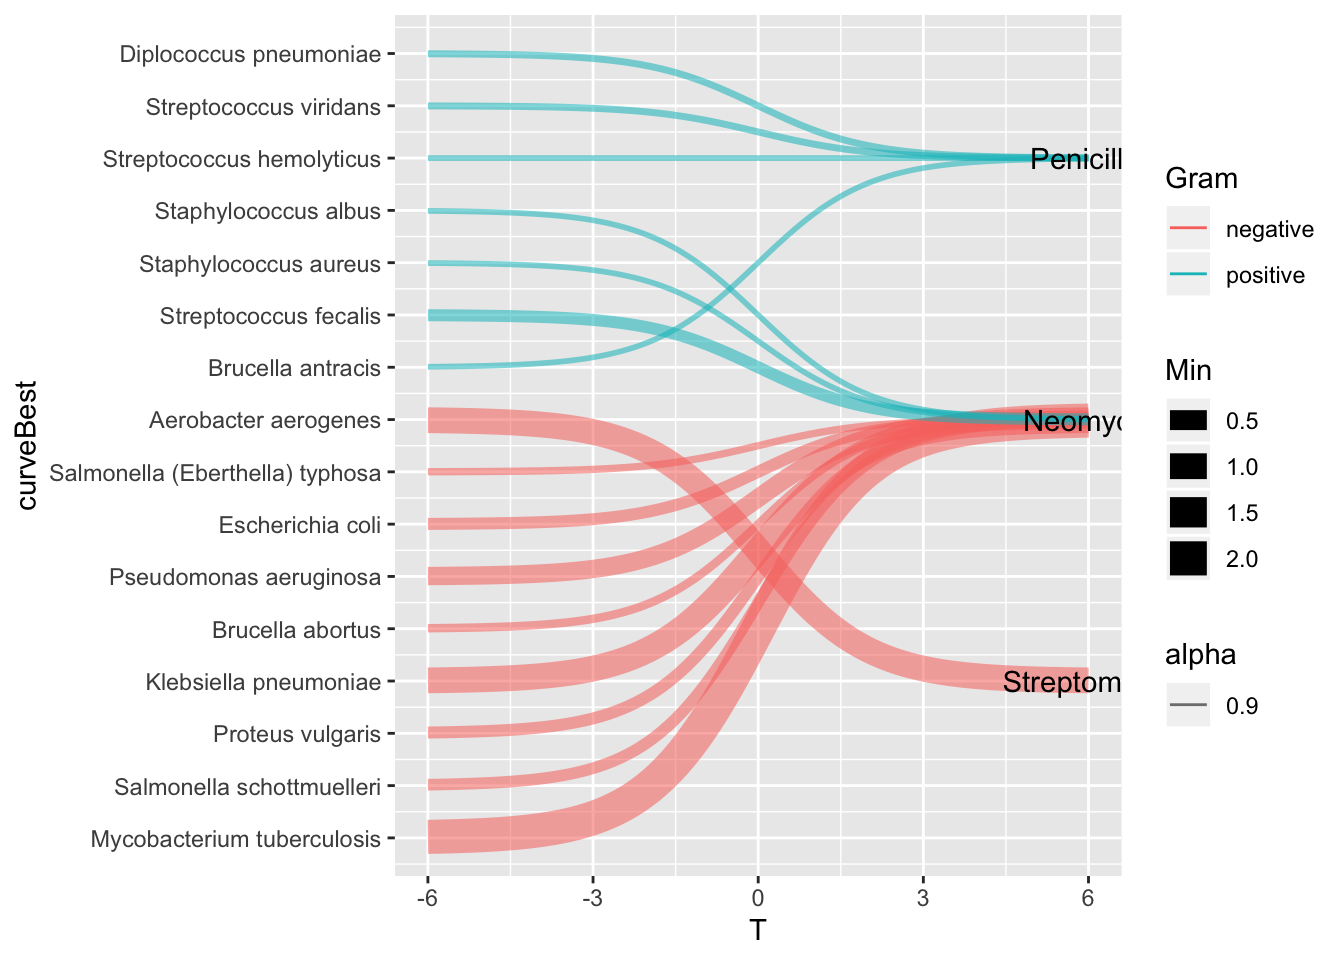 Diplococcus pneumoniae
Streptococcus viridans
Streptococcus hemolyticus
Staphylococcus albus
Staphylococcus aureus
Streptococcus fecalis
Brucella antracis
Aerobacter aerogenes
Salmonella (Eberthella) typhosa
Escherichia coli
Pseudomonas aeruginosa
Brucella abortus
Klebsiella pneumoniae
Proteus vulgaris
Salmonella schottmuelleri
Mycobacterium tuberculosis
curveBest
Penicill
Neomyc
Streptom
-6
-3
0
3
6
T
Gram
negative
positive
Min
0.5
1.0
1.5
2.0
alpha
0.9